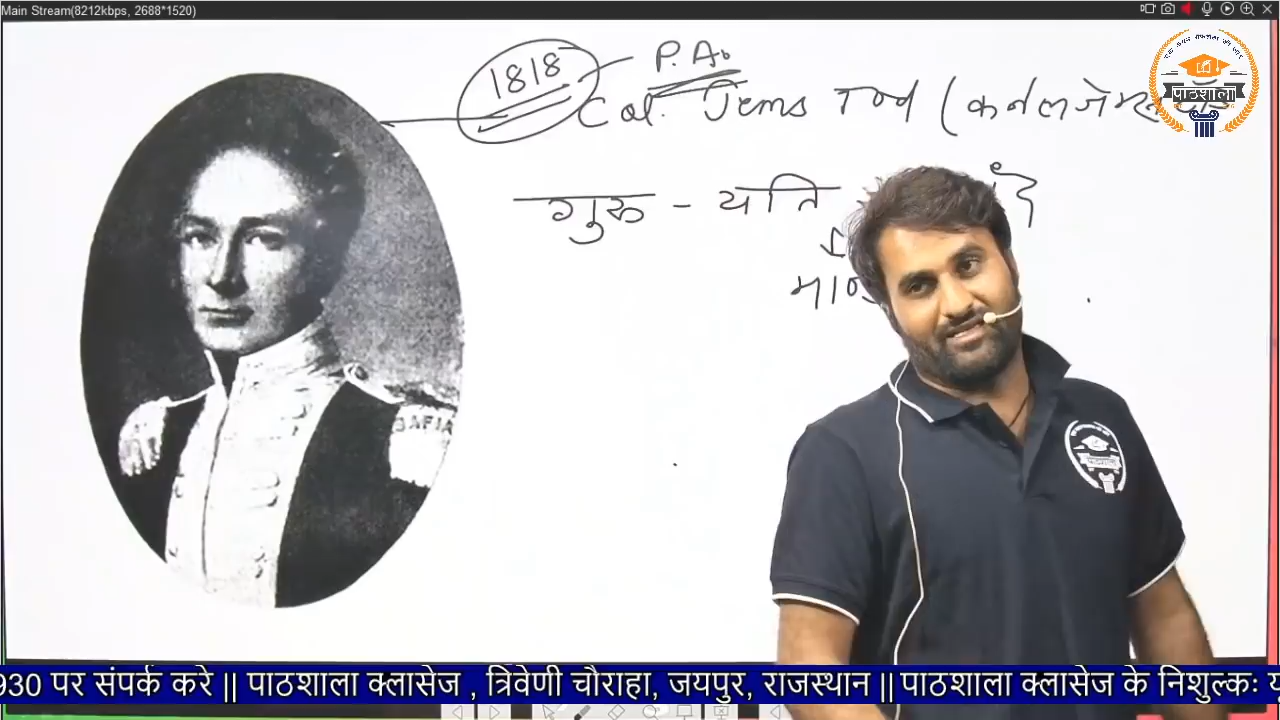 Main Stream(8212kbps, 2688*1520)
1818
P. A.
Col. Jems Tod (कर्नल जेम्स
पाठशाला
गुरु - यति
930 पर संपर्क करे || पाठशाला क्लासेज , त्रिवेणी चौराहा, जयपुर, राजस्थान || पाठशाला क्लासेज के निशुल्कः य